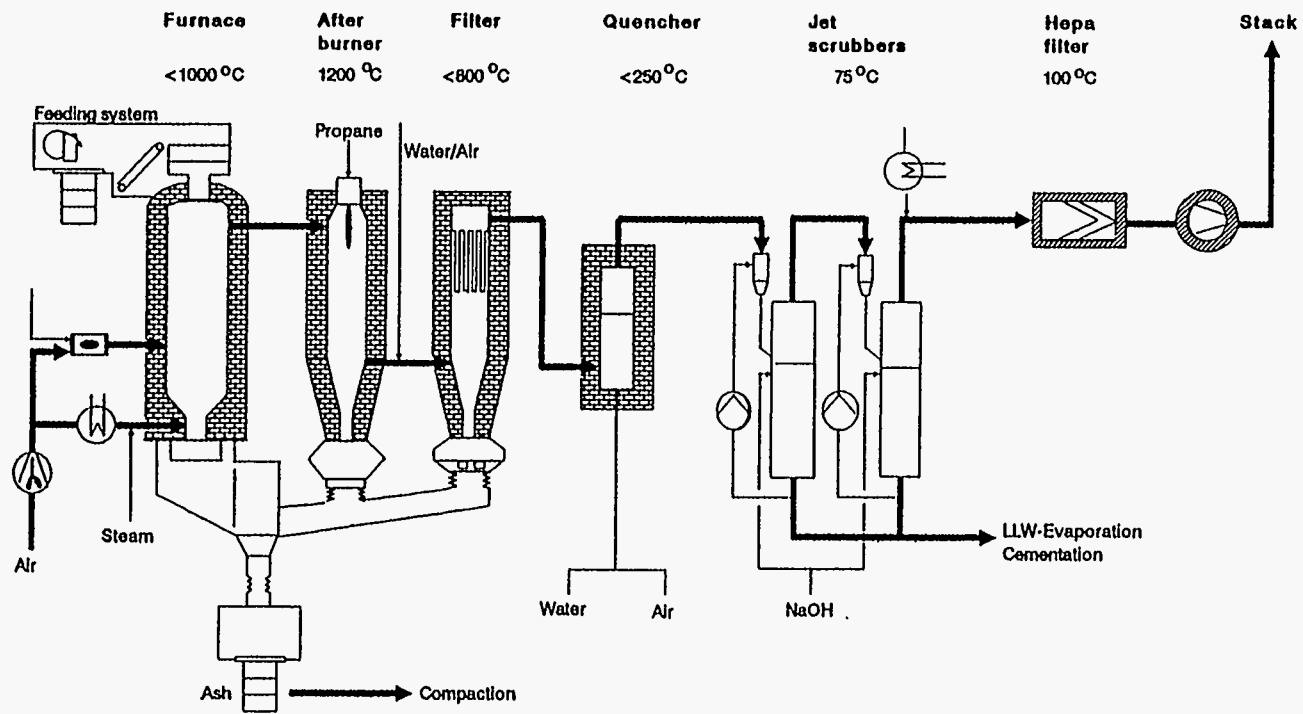 Furnace
<1000 °C
After
burner
1200 °C
Filter
<800°C
Quencher
<250°C
Jet
scrubbers
75°C
Hepa
filter
100°C
Stack
Feeding system
Propane
Water/Air
Steam
Air
Water
Air
NaOH
LLW-Evaporation
Cementation
Ash
Compaction